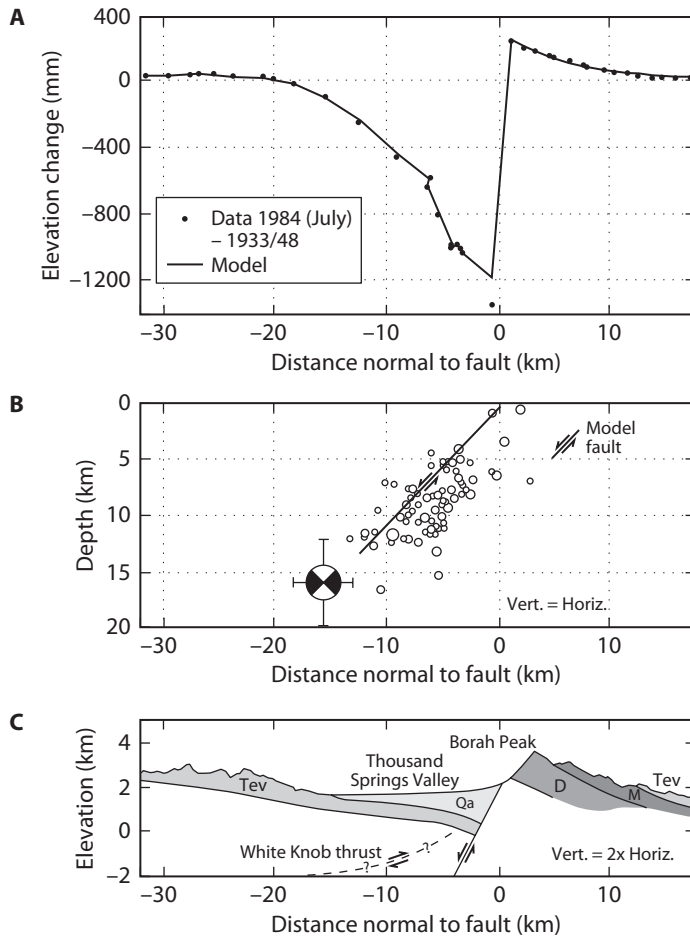 A
400
0
−400
−800
−1200
Elevation change (mm)
Data 1984 (July)
– 1933/48
Model
−30
−20
−10
0
10
Distance normal to fault (km)
B
0
5
10
15
20
Depth (km)
Model
fault
Vert. = Horiz.
−30
−20
−10
0
10
Distance normal to fault (km)
C
4
2
0
−2
Elevation (km)
Borah Peak
Thousand
Springs Valley
Tev
Qa
D
M
Tev
White Knob thrust
?
?
Vert. = 2x Horiz.
−30
−20
−10
0
10
Distance normal to fault (km)